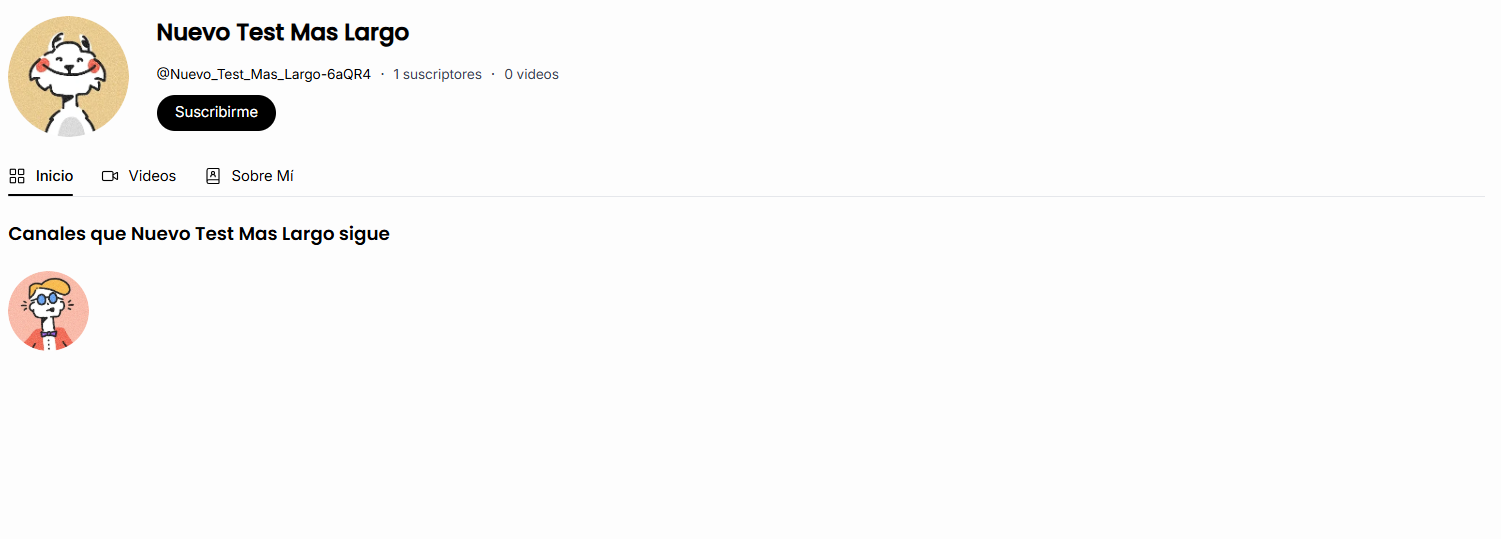 Nuevo Test Mas Largo
@Nuevo_Test_Mas_Largo-6aQR4 · 1 suscriptores · 0 videos
Suscribirme
Inicio Videos Sobre Mí
Canales que Nuevo Test Mas Largo sigue